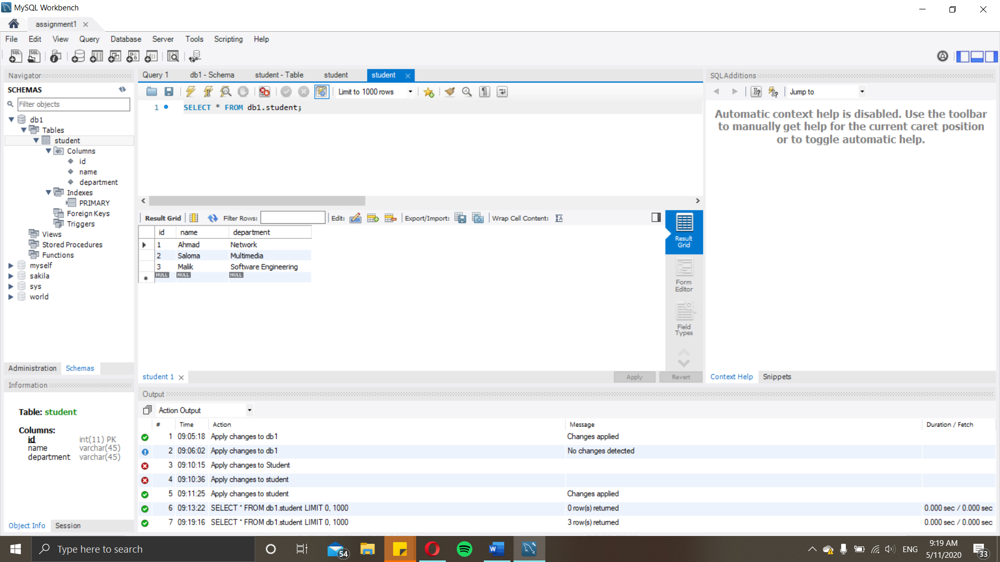 MySQL Workbench
assignment1
File Edit View Query Database Server Tools Scripting Help
Navigator
SCHEMAS
Filter objects
db1
Tables
student
Columns
id
name
department
Indexes
PRIMARY
Foreign Keys
Triggers
Views
Stored Procedures
Functions
myself
sakila
sys
world
Administration Schemas
Information
Table: student
Columns:
id int(11) PK
name varchar(45)
department varchar(45)
Object Info Session
Query 1 db1 - Schema student - Table student student
Limit to 1000 rows
1 SELECT * FROM db1.student;
Result Grid Filter Rows: Edit: Export/Import: Wrap Cell Content:
id name department
1 Ahmad Network
2 Saloma Multimedia
3 Malik Software Engineering
NULL NULL NULL
Result
Grid
Form
Editor
Field
Types
student 1
Apply Revert
SQLAdditions
Jump to
Automatic context help is disabled. Use the toolbar
to manually get help for the current caret position
or to toggle automatic help.
Context Help Snippets
Output
Action Output
# Time Action Message Duration / Fetch
1 09:05:18 Apply changes to db1 Changes applied
2 09:06:02 Apply changes to db1 No changes detected
3 09:10:15 Apply changes to Student
4 09:10:36 Apply changes to student
5 09:11:25 Apply changes to student Changes applied
6 09:13:22 SELECT * FROM db1.student LIMIT 0, 1000 0 row(s) returned 0.000 sec / 0.000 sec
7 09:19:16 SELECT * FROM db1.student LIMIT 0, 1000 3 row(s) returned 0.000 sec / 0.000 sec
Type here to search
54
ENG
9:19 AM
5/11/2020
33